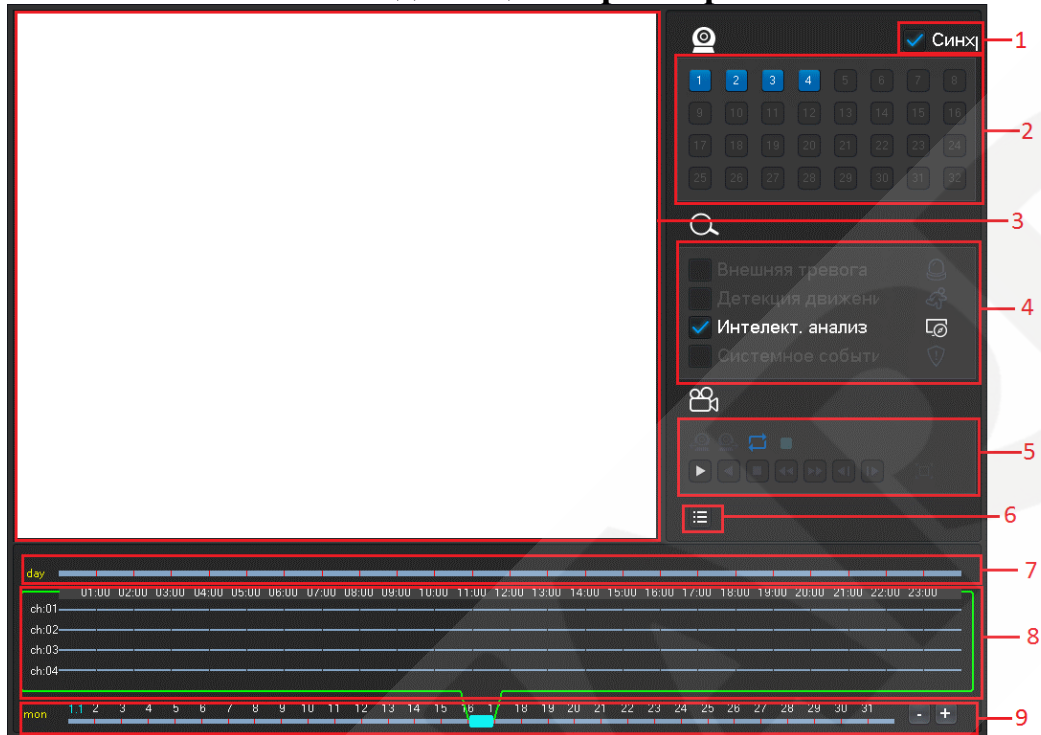 Синх
1
1 2 3 4 5 6 7 8
9 10 11 12 13 14 15 16
17 18 19 20 21 22 23 24
25 26 27 28 29 30 31 32
2
3
Внешняя тревога
Детекция движени
Интелект. анализ
Системное событи
4
5
6
day
7
01:00 02:00 03:00 04:00 05:00 06:00 07:00 08:00 09:00 10:00 11:00 12:00 13:00 14:00 15:00 16:00 17:00 18:00 19:00 20:00 21:00 22:00 23:00
ch:01
ch:02
ch:03
ch:04
8
mon 1.1 2 3 4 5 6 7 8 9 10 11 12 13 14 15 16 1 18 19 20 21 22 23 24 25 26 27 28 29 30 31 - +
9